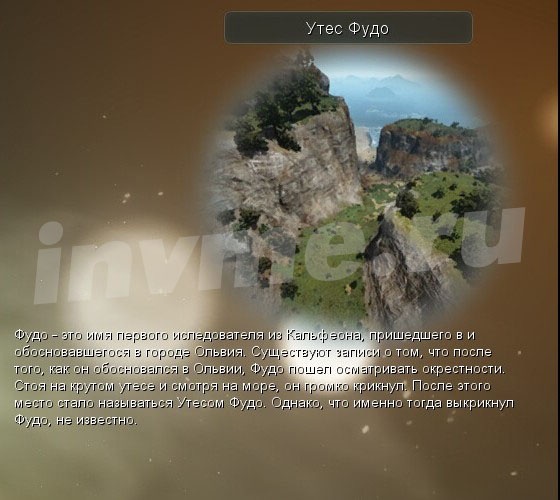 Утес Фудо
invme.ru
Фудо - это имя первого иследователя из Кальфеона, пришедшего в и
обосновавшегося в городе Ольвия. Существуют записи о том, что после
того, как он обосновался в Ольвии, Фудо пошел осматривать окрестности.
Стоя на крутом утесе и смотря на море, он громко крикнул. После этого
место стало называться Утесом Фудо. Однако, что именно тогда выкрикнул
Фудо, не известно.